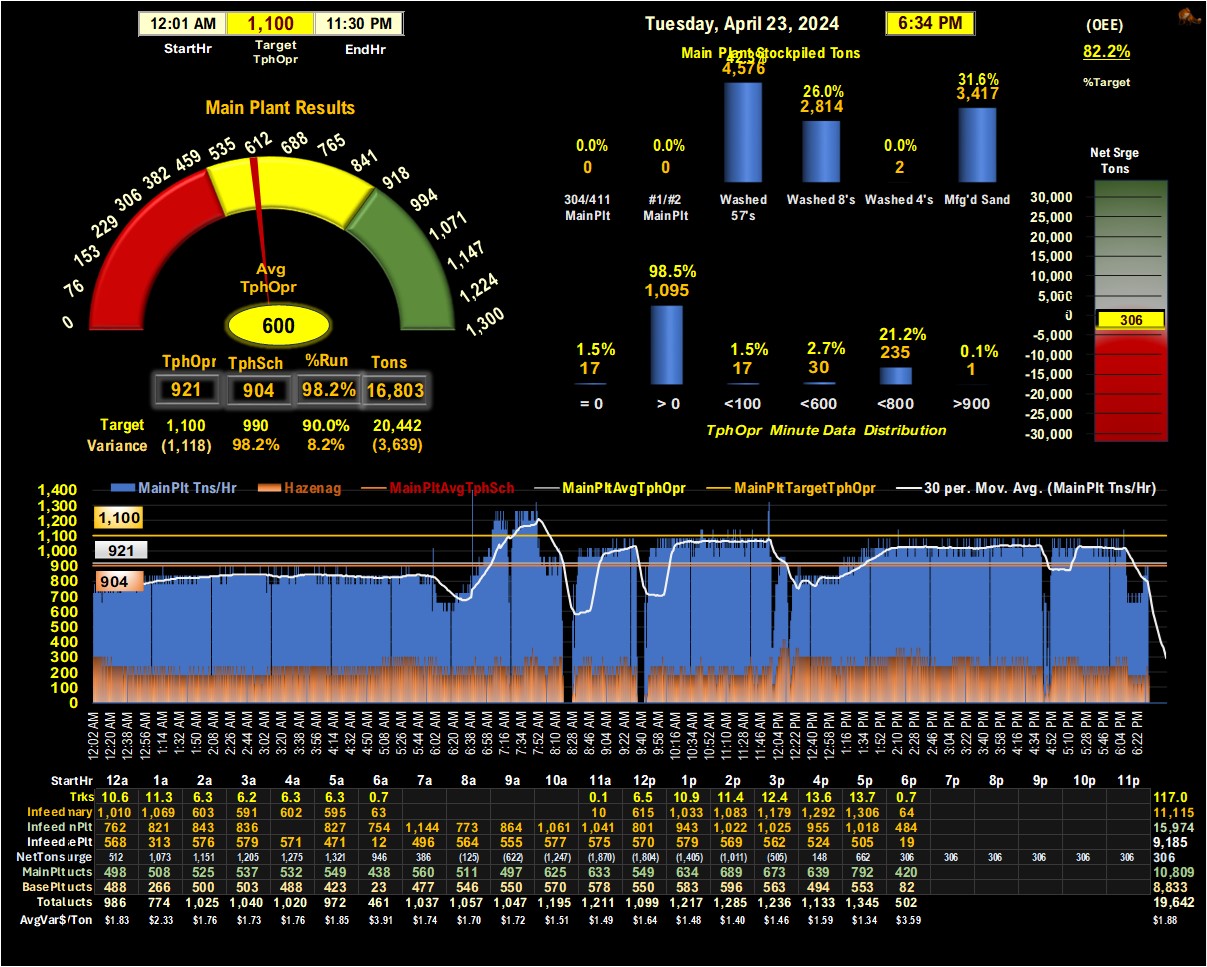 12:01 AM 1,100 11:30 PM
StartHr Target TphOpr EndHr
Tuesday, April 23, 2024 6:34 PM
(OEE)
82.2%
%Target
Main Plant Stockpiled Tons
42.3% 26.0% 31.6%
4,576 2,814 3,417
0.0% 0.0% 0.0%
0 0 2
304/411 MainPlt #1/#2 MainPlt Washed 57's Washed 8's Washed 4's Mfg'd Sand
Main Plant Results
0 76 153 229 306 382 459 535 612 688 765 841 918 994 1,071 1,147 1,224 1,300
Avg
TphOpr
600
TphOpr TphSch %Run Tons
921 904 98.2% 16,803
Target 1,100 990 90.0% 20,442
Variance (1,118) 98.2% 8.2% (3,639)
1.5% 98.5% 1.5% 2.7% 21.2% 0.1%
17 1,095 17 30 235 1
= 0 > 0 <100 <600 <800 >900
TphOpr Minute Data Distribution
Net Srge
Tons
30,000
25,000
20,000
15,000
10,000
5,000
0
306
-5,000
-10,000
-15,000
-20,000
-25,000
-30,000
MainPlt Tns/Hr Hazenag MainPltAvgTphSch MainPltAvgTphOpr MainPltTargetTphOpr 30 per. Mov. Avg. (MainPlt Tns/Hr)
1,400
1,300
1,200
1,100
1,000
900
800
700
600
500
400
300
200
100
0
1,100
921
904
12:02 AM 12:20 AM 12:38 AM 12:56 AM 1:14 AM 1:32 AM 1:50 AM 2:08 AM 2:26 AM 2:44 AM 3:02 AM 3:20 AM 3:38 AM 3:56 AM 4:14 AM 4:32 AM 4:50 AM 5:08 AM 5:26 AM 5:44 AM 6:02 AM 6:20 AM 6:38 AM 6:58 AM 7:16 AM 7:34 AM 7:52 AM 8:10 AM 8:28 AM 8:46 AM 9:04 AM 9:22 AM 9:40 AM 9:58 AM 10:16 AM 10:34 AM 10:52 AM 11:10 AM 11:28 AM 11:46 AM 12:04 PM 12:22 PM 12:40 PM 12:58 PM 1:16 PM 1:34 PM 1:52 PM 2:10 PM 2:28 PM 2:46 PM 3:04 PM 3:22 PM 3:40 PM 3:58 PM 4:16 PM 4:34 PM 4:52 PM 5:10 PM 5:28 PM 5:46 PM 6:04 PM 6:22 PM
StartHr 12a 1a 2a 3a 4a 5a 6a 7a 8a 9a 10a 11a 12p 1p 2p 3p 4p 5p 6p 7p 8p 9p 10p 11p
Trks 10.6 11.3 6.3 6.2 6.3 6.3 0.7 0.1 6.5 10.9 11.4 12.4 13.6 13.7 0.7 117.0
Infeed mary 1,010 1,069 603 591 602 595 63 10 615 1,033 1,083 1,179 1,292 1,306 64 11,115
Infeed nPlt 762 821 843 836 827 754 1,144 773 864 1,061 1,041 801 943 1,022 1,025 955 1,018 484 15,974
Infeed ePlt 568 313 576 579 571 471 12 496 564 555 577 575 570 579 569 562 524 505 19 9,185
NetTons urge 512 1,073 1,151 1,205 1,275 1,321 946 386 (125) (622) (1,247) (1,870) (1,804) (1,405) (1,011) (505) 148 662 306 306 306 306 306 306 306
MainPlt ucts 498 508 525 537 532 549 438 560 511 497 625 633 549 634 689 673 639 792 420 10,809
BasePlt ucts 488 266 500 503 488 423 23 477 546 550 570 578 550 583 596 563 494 553 82 8,833
Total ucts 986 774 1,025 1,040 1,020 972 461 1,037 1,057 1,047 1,195 1,211 1,099 1,217 1,285 1,236 1,133 1,345 502 19,642
AvgVar$/Ton $1.83 $2.33 $1.76 $1.73 $1.76 $1.85 $3.91 $1.74 $1.70 $1.72 $1.51 $1.49 $1.64 $1.48 $1.40 $1.46 $1.59 $1.34 $3.59 $1.88